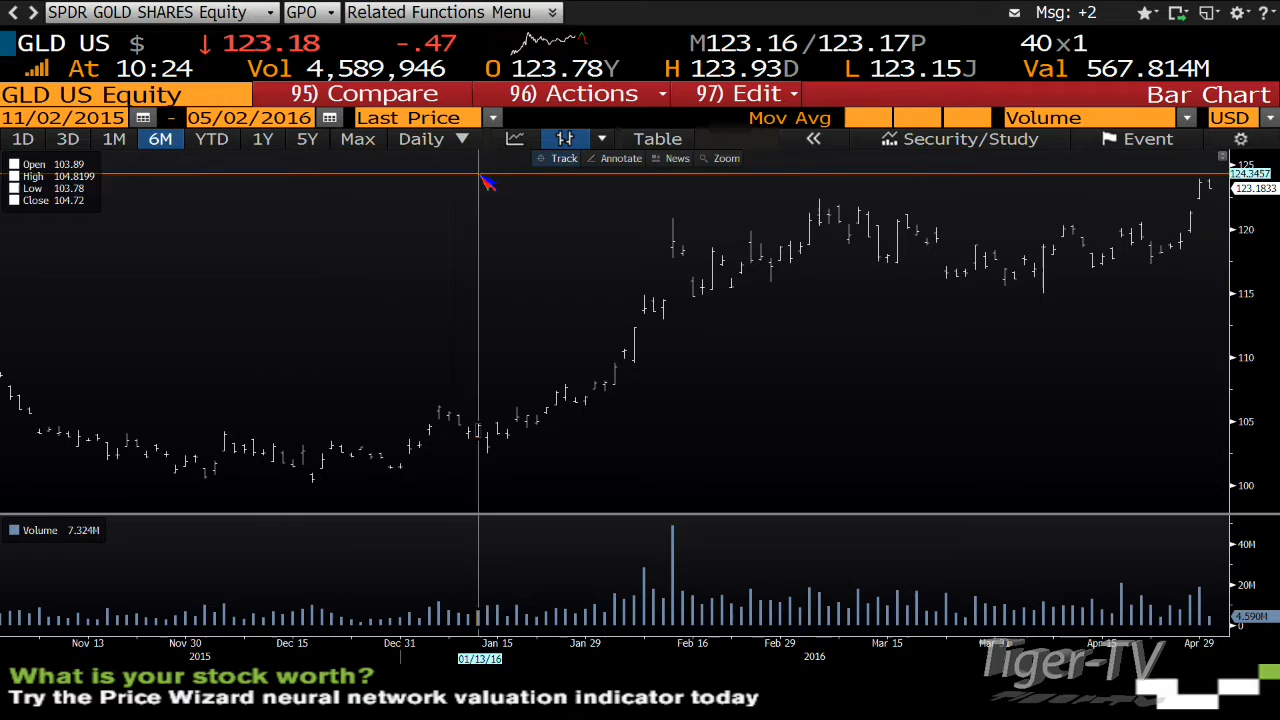 SPDR GOLD SHARES Equity GPO Related Functions Menu Msg: +2
GLD US $ ↓ 123.18 -.47 M123.16/123.17P 40x1
At 10:24 Vol 4,589,946 O 123.78Y H 123.93D L 123.15J Val 567.814M
GLD US Equity 95) Compare 96) Actions 97) Edit Bar Chart
11/02/2015 - 05/02/2016 Last Price Mov Avg Volume USD
1D 3D 1M 6M YTD 1Y 5Y Max Daily ▼ Table « Security/Study Event
Track Annotate News Zoom
Open 103.89
High 104.8199
Low 103.78
Close 104.72
125
124.3457
123.1833
120
115
110
105
100
Volume 7.324M
40M
20M
4.590M
0
Nov 13 Nov 30 Dec 15 Dec 31 Jan 15 Jan 29 Feb 16 Feb 29 Mar 15 Mar 31 Apr 15 Apr 29
2015 01/13/16 2016
Tiger-TV
What is your stock worth?
Try the Price Wizard neural network valuation indicator today